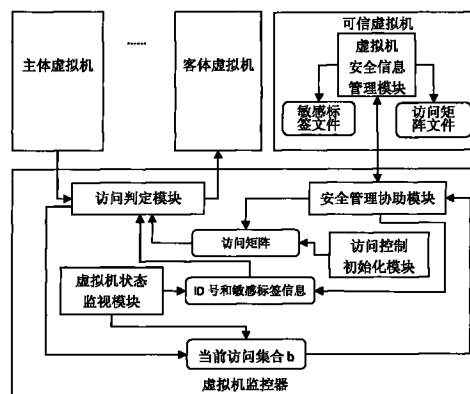 可信虚拟机
主体虚拟机
......
客体虚拟机
虚拟机
安全信息
管理模块
敏感标
签文件
访问矩
阵文件
访问判定模块
安全管理协助模块
访问矩阵
访问控制
初始化模块
虚拟机状态
监视模块
ID 号和敏感标签信息
当前访问集合 b
虚拟机监控器